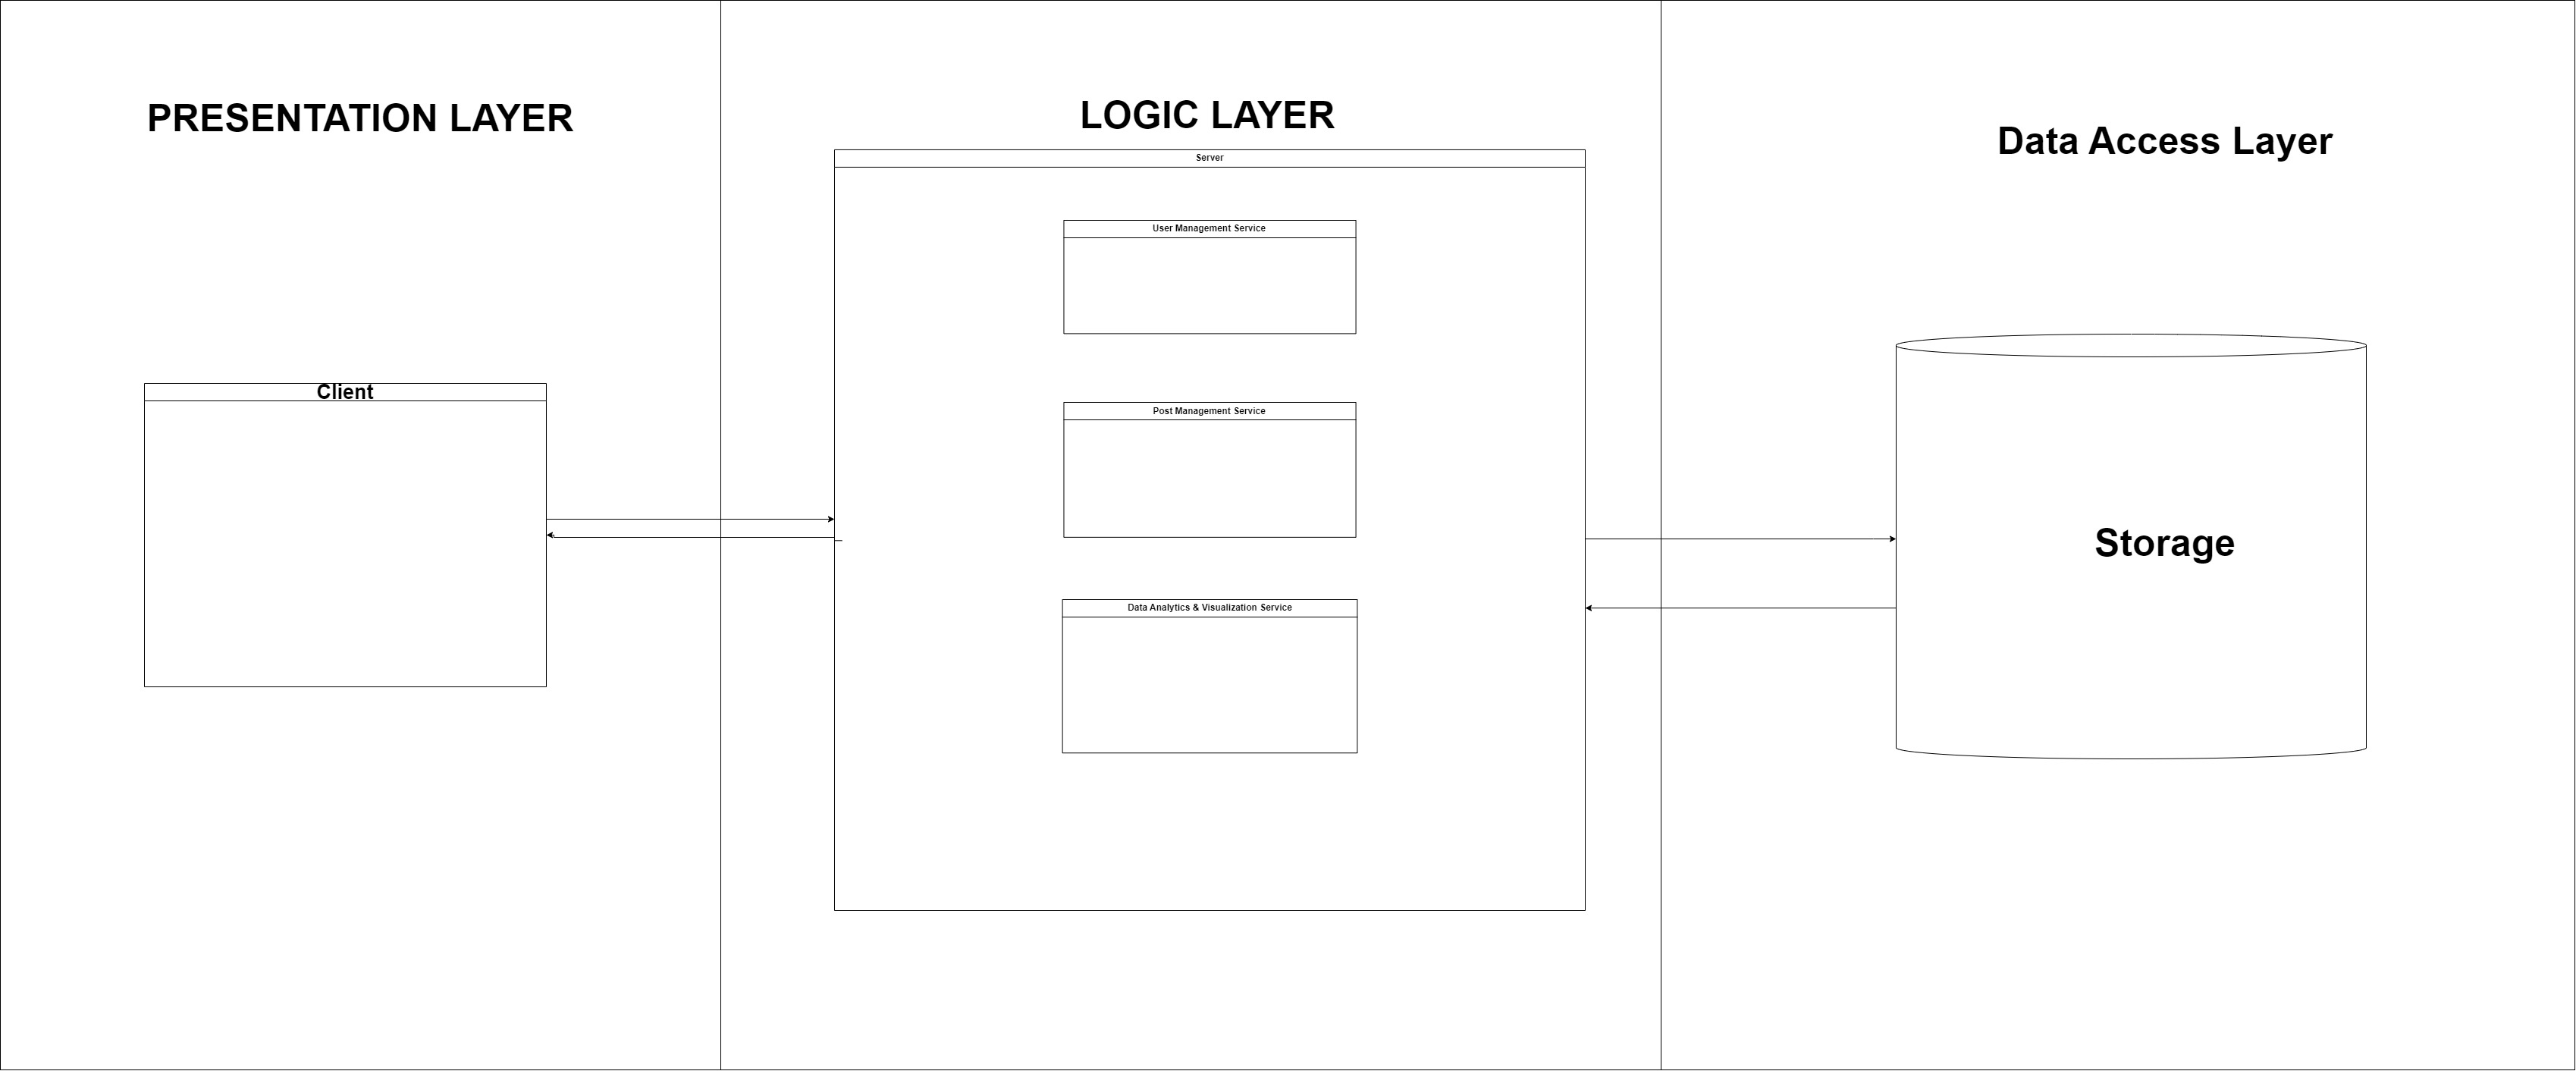 PRESENTATION LAYER
LOGIC LAYER
Data Access Layer
Server
User Management Service
Client
Post Management Service
Storage
Data Analytics & Visualization Service